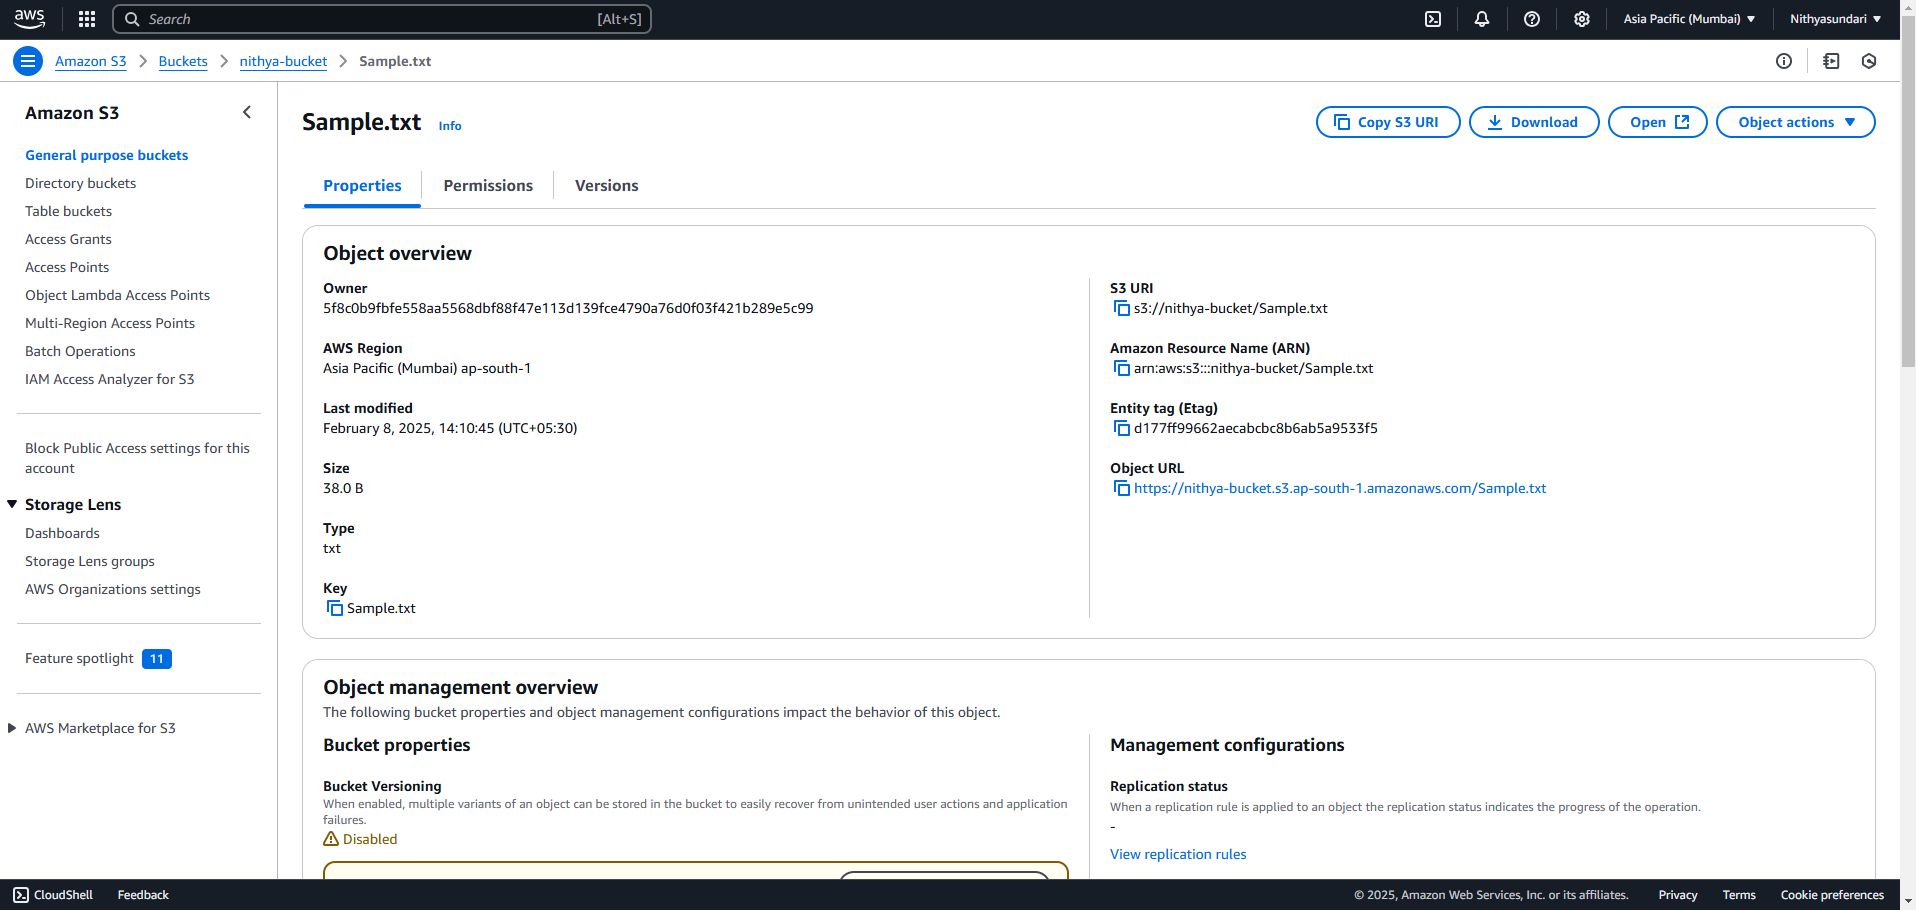 aws
Search [Alt+S]
Asia Pacific (Mumbai)
Nithyasundari
Amazon S3 > Buckets > nithya-bucket > Sample.txt
Amazon S3
General purpose buckets
Directory buckets
Table buckets
Access Grants
Access Points
Object Lambda Access Points
Multi-Region Access Points
Batch Operations
IAM Access Analyzer for S3
Block Public Access settings for this
account
Storage Lens
Dashboards
Storage Lens groups
AWS Organizations settings
Feature spotlight 11
AWS Marketplace for S3
Sample.txt Info
Copy S3 URI
Download
Open
Object actions
Properties
Permissions
Versions
Object overview
Owner
5f8c0b9fbfe558aa5568dbf88f47e113d139fce4790a76d0f03f421b289e5c99
AWS Region
Asia Pacific (Mumbai) ap-south-1
Last modified
February 8, 2025, 14:10:45 (UTC+05:30)
Size
38.0 B
Type
txt
Key
Sample.txt
S3 URI
s3://nithya-bucket/Sample.txt
Amazon Resource Name (ARN)
arn:aws:s3:::nithya-bucket/Sample.txt
Entity tag (Etag)
d177ff99662aecabcbc8b6ab5a9533f5
Object URL
https://nithya-bucket.s3.ap-south-1.amazonaws.com/Sample.txt
Object management overview
The following bucket properties and object management configurations impact the behavior of this object.
Bucket properties
Bucket Versioning
When enabled, multiple variants of an object can be stored in the bucket to easily recover from unintended user actions and application
failures.
Disabled
Management configurations
Replication status
When a replication rule is applied to an object the replication status indicates the progress of the operation.
-
View replication rules
CloudShell
Feedback
© 2025, Amazon Web Services, Inc. or its affiliates.
Privacy
Terms
Cookie preferences